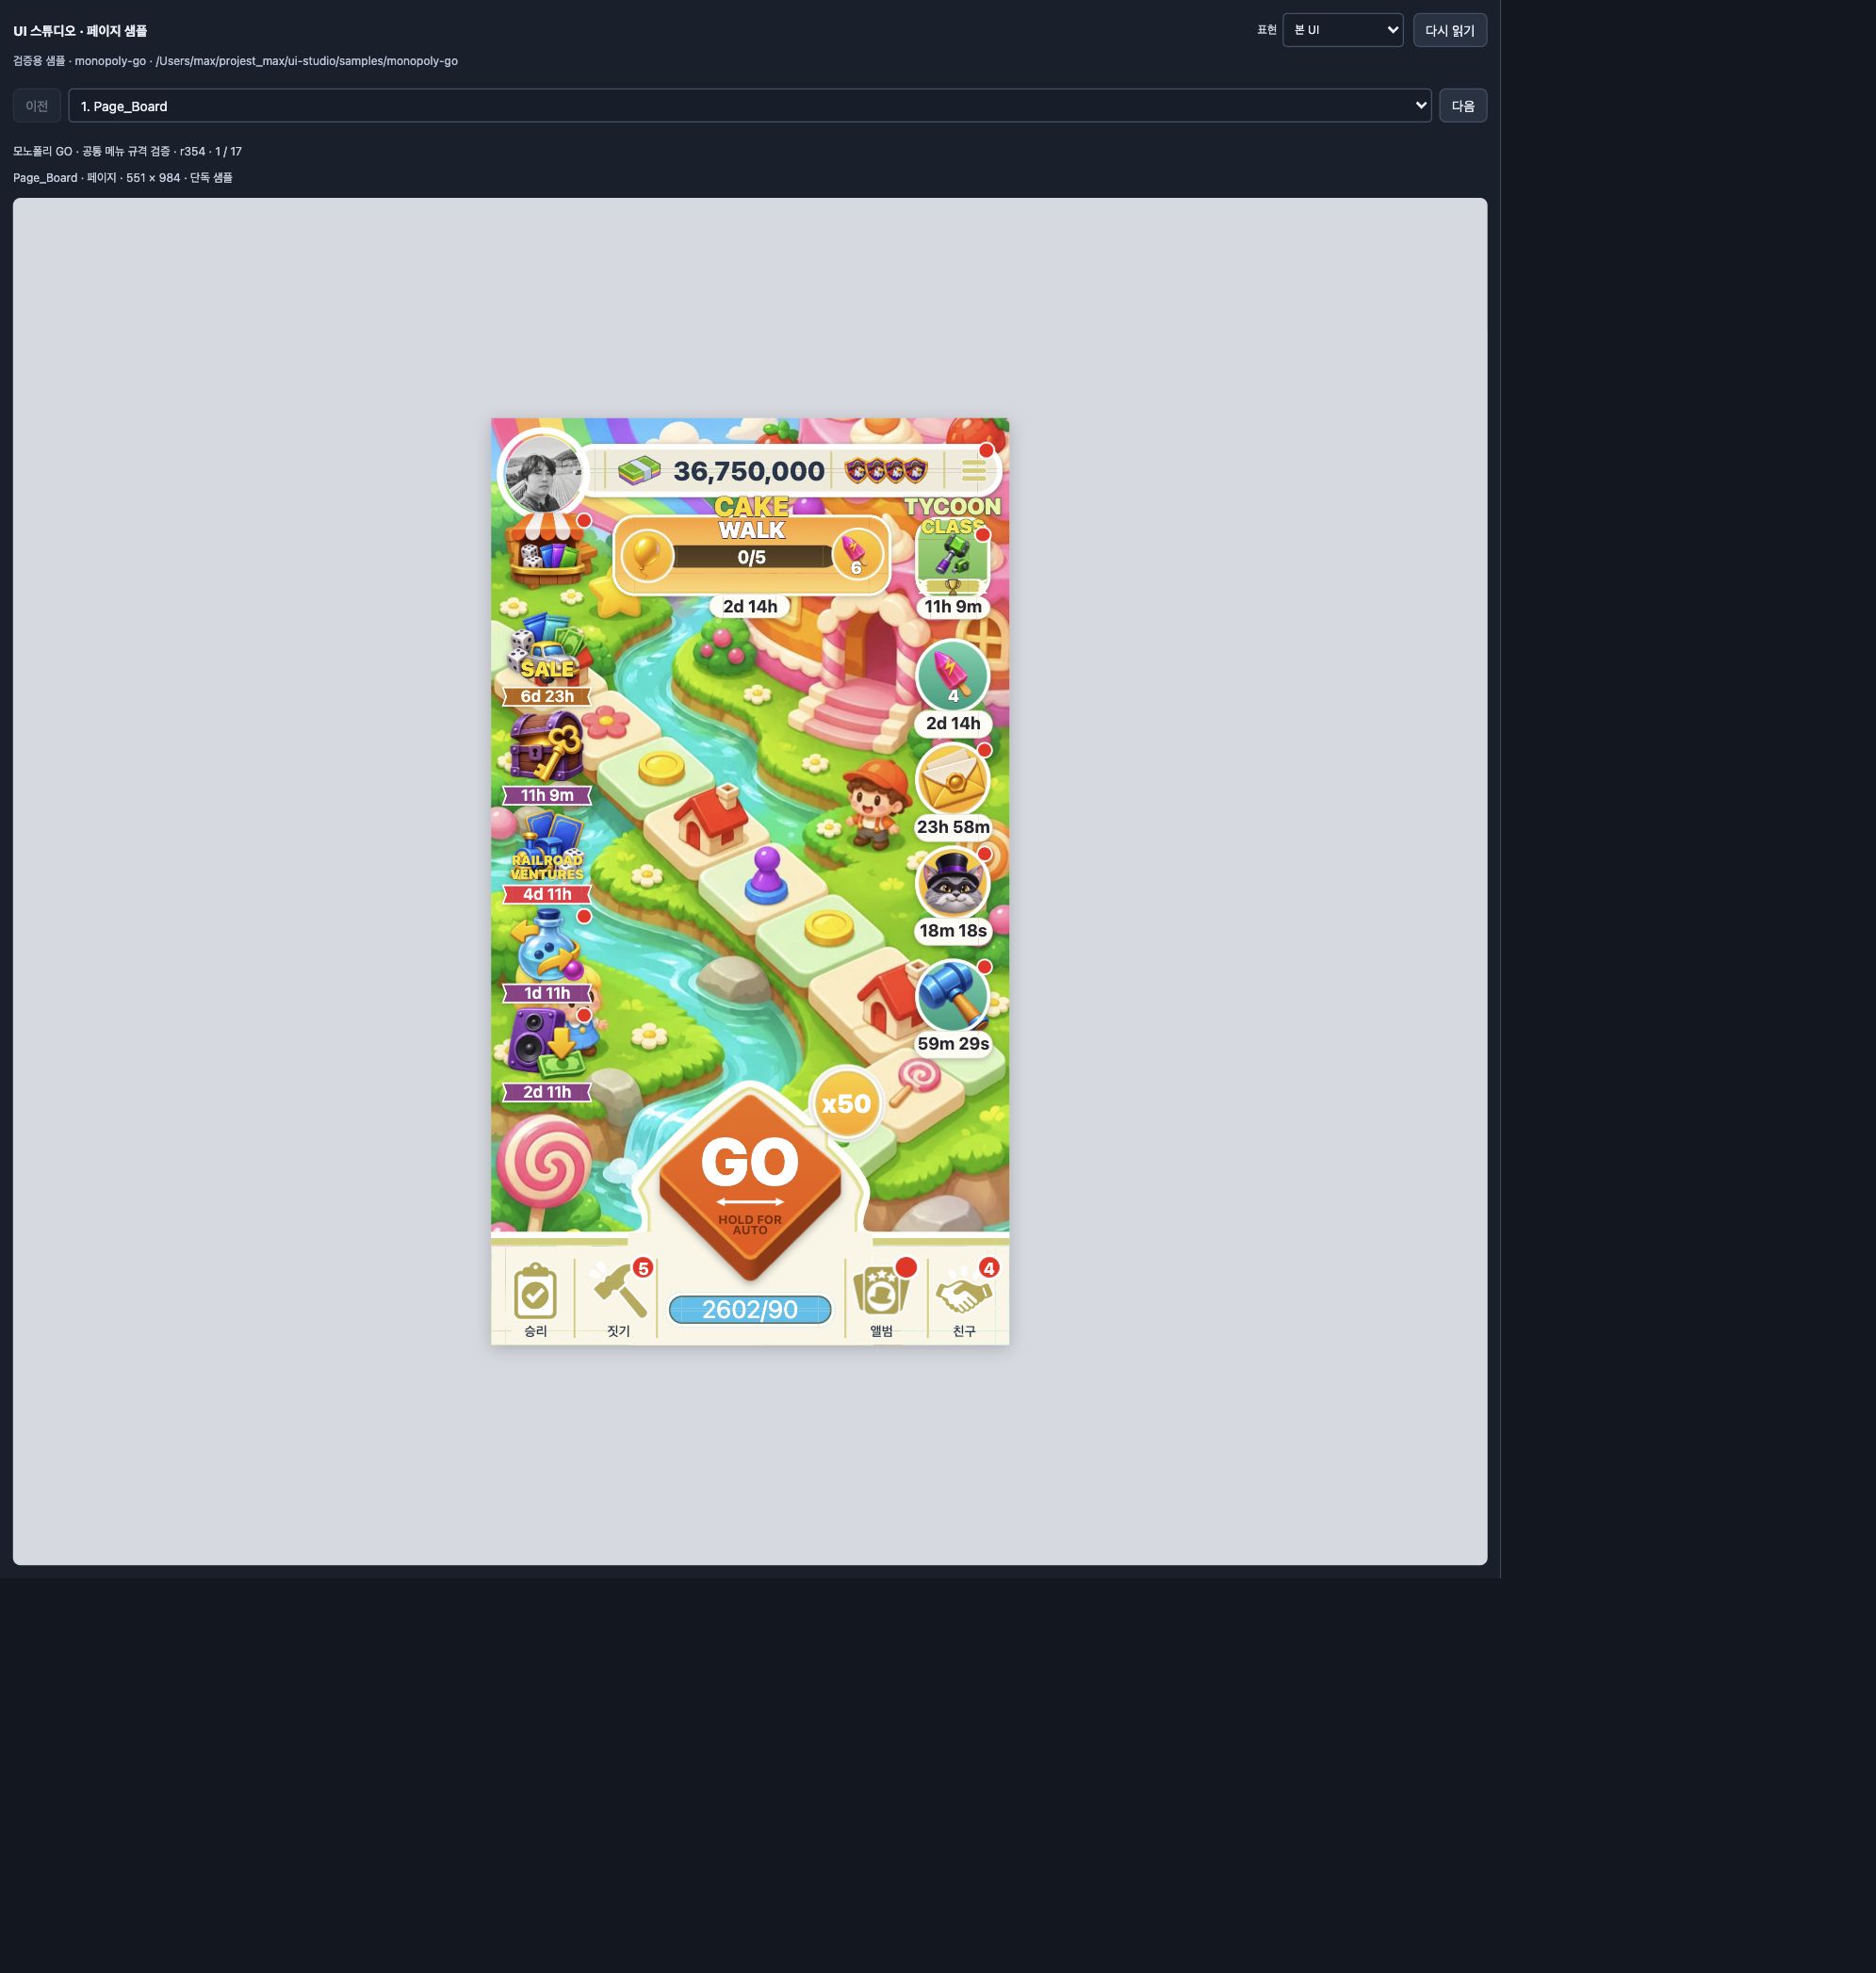 UI 스튜디오 · 페이지 샘플
표현
본 UI
다시 읽기
검증용 샘플 · monopoly-go · /Users/max/projest_max/ui-studio/samples/monopoly-go
이전
1. Page_Board
다음
모노폴리 GO · 공통 메뉴 규격 검증 · r354 · 1 / 17
Page_Board · 페이지 · 551 × 984 · 단독 샘플
36,750,000
CAKE
WALK
0/5
6
2d 14h
TYCOON
CLASS
11h 9m
SALE
6d 23h
4
2d 14h
11h 9m
23h 58m
RAILROAD
VENTURES
4d 11h
18m 18s
1d 11h
59m 29s
2d 11h
x50
GO
HOLD FOR
AUTO
5
4
2602/90
승리
짓기
앨범
친구